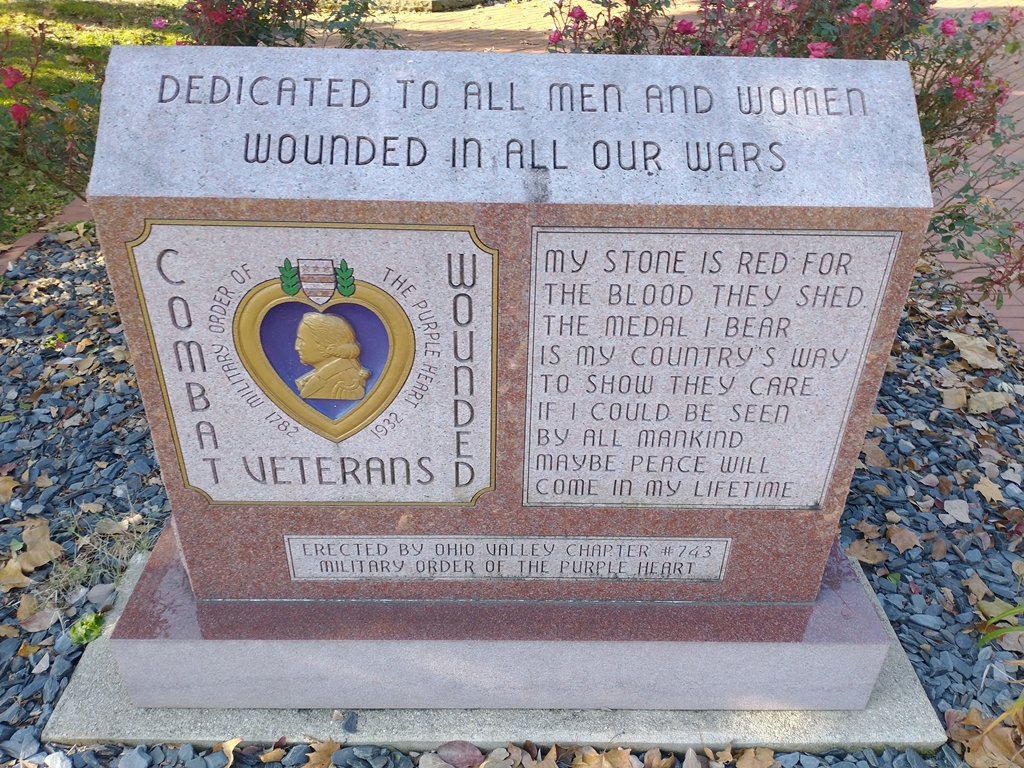 DEDICATED TO ALL MEN AND WOMEN
WOUNDED IN ALL OUR WARS
COMBAT
WOUNDED
VETERANS
MILITARY ORDER OF
THE PURPLE HEART
1782
1932
MY STONE IS RED FOR
THE BLOOD THEY SHED.
THE MEDAL I BEAR
IS MY COUNTRY'S WAY
TO SHOW THEY CARE.
IF I COULD BE SEEN
BY ALL MANKIND
MAYBE PEACE WILL
COME IN MY LIFETIME
ERECTED BY OHIO VALLEY CHAPTER #743
MILITARY ORDER OF THE PURPLE HEART